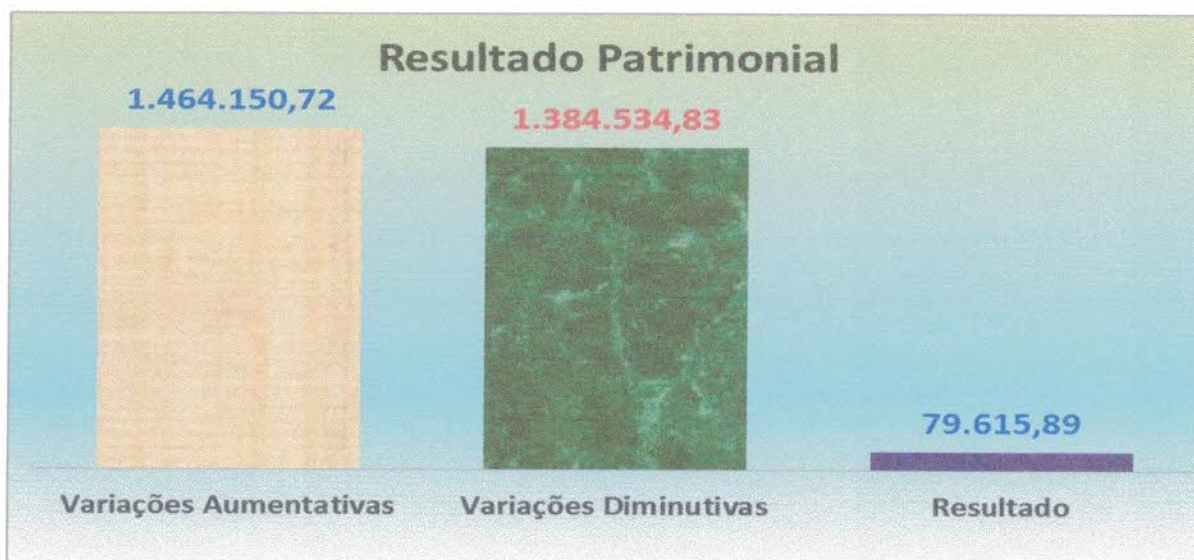 Resultado Patrimonial
1.464.150,72
1.384.534,83
79.615,89
Variações Aumentativas
Variações Diminutivas
Resultado